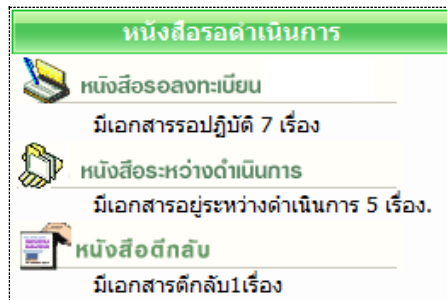 หนังสือรอดำเนินการ
หนังสือรอลงทะเบียน
มีเอกสารรอปฏิบัติ 7 เรื่อง
หนังสือระหว่างดำเนินการ
มีเอกสารอยู่ระหว่างดำเนินการ 5 เรื่อง.
หนังสือตีกลับ
มีเอกสารตีกลับ1เรื่อง